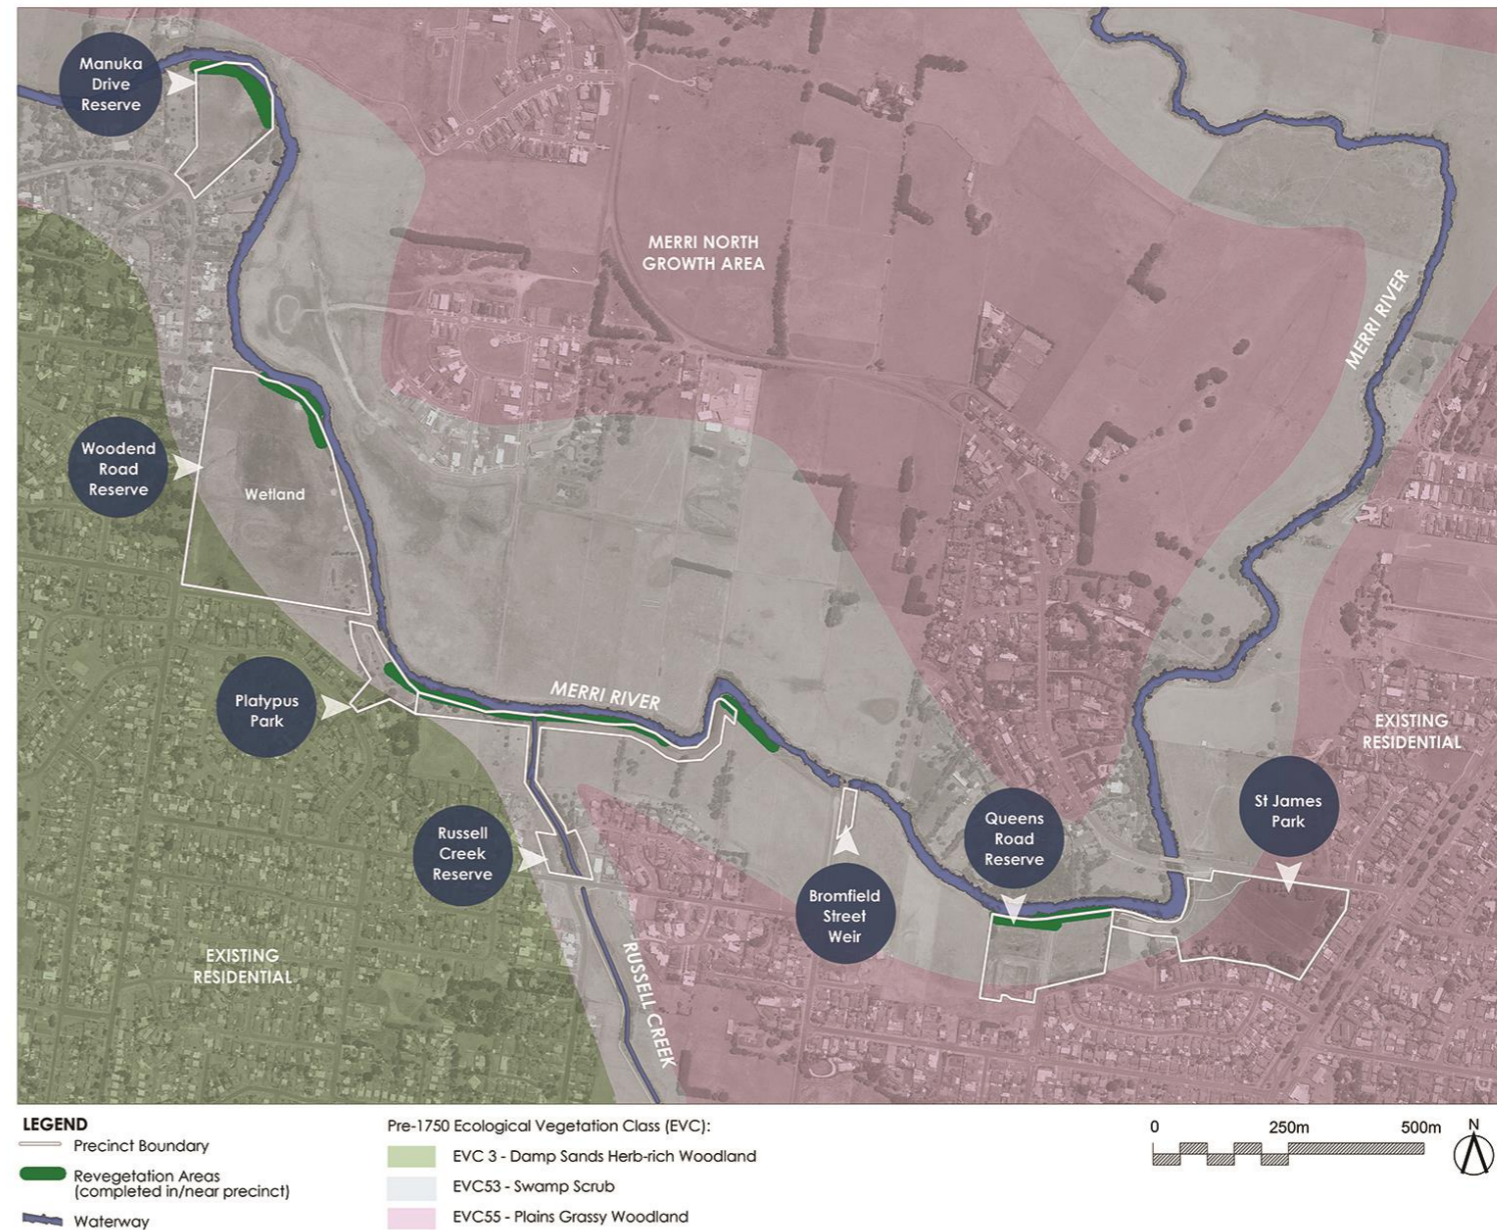 Manuka
Drive
Reserve
MERRI NORTH
GROWTH AREA
MERRI RIVER
Woodend
Road
Reserve
Wetland
Platypus
Park
MERRI RIVER
EXISTING
RESIDENTIAL
St James
Park
Queens
Road
Reserve
Russell
Creek
Reserve
Bromfield
Street
Weir
EXISTING
RESIDENTIAL
RUSSELL CREEK
LEGEND
Precinct Boundary
Revegetation Areas
(completed in/near precinct)
Waterway
Pre-1750 Ecological Vegetation Class (EVC):
EVC 3 - Damp Sands Herb-rich Woodland
EVC53 - Swamp Scrub
EVC55 - Plains Grassy Woodland
0 250m 500m
N